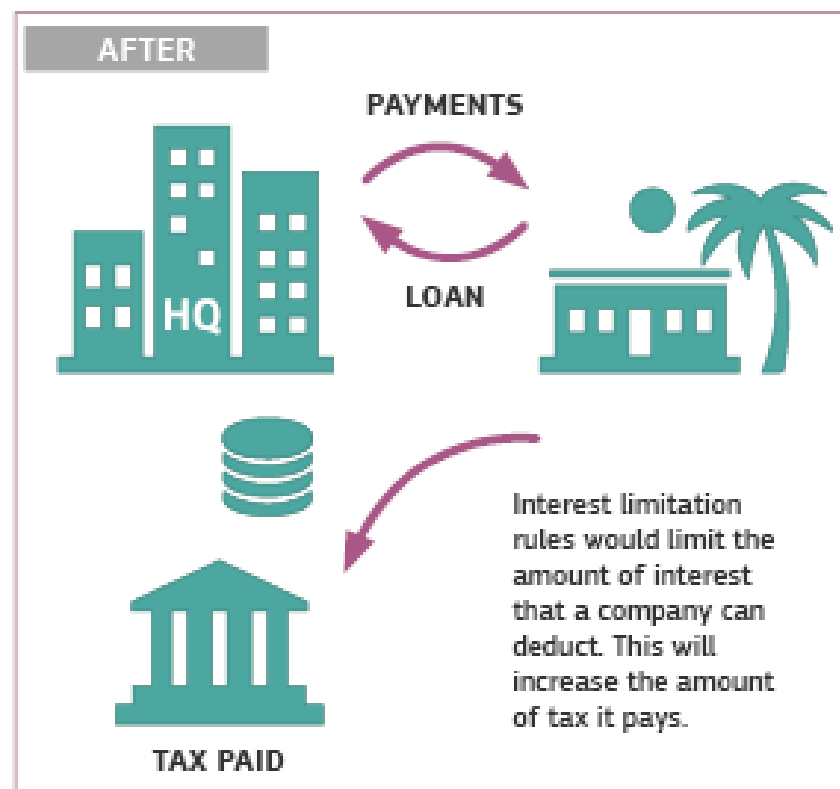 AFTER
PAYMENTS
LOAN
HQ
Interest limitation
rules would limit the
amount of interest
that a company can
deduct. This will
increase the amount
of tax it pays.
TAX PAID